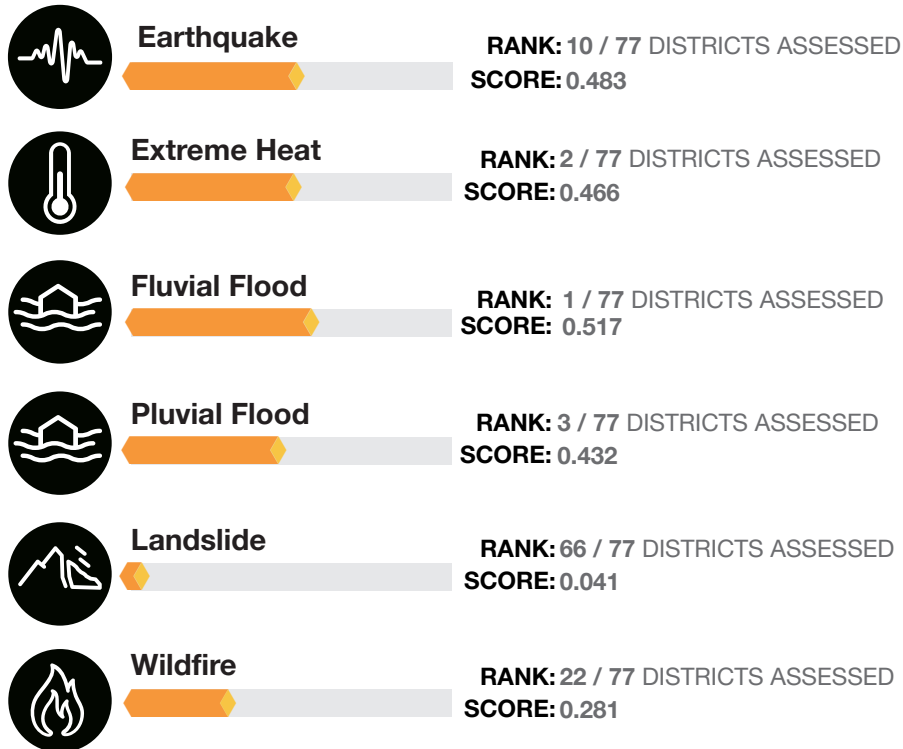 Earthquake
RANK: 10 / 77 DISTRICTS ASSESSED
SCORE: 0.483
Extreme Heat
RANK: 2 / 77 DISTRICTS ASSESSED
SCORE: 0.466
Fluvial Flood
RANK: 1 / 77 DISTRICTS ASSESSED
SCORE: 0.517
Pluvial Flood
RANK: 3 / 77 DISTRICTS ASSESSED
SCORE: 0.432
Landslide
RANK: 66 / 77 DISTRICTS ASSESSED
SCORE: 0.041
Wildfire
RANK: 22 / 77 DISTRICTS ASSESSED
SCORE: 0.281